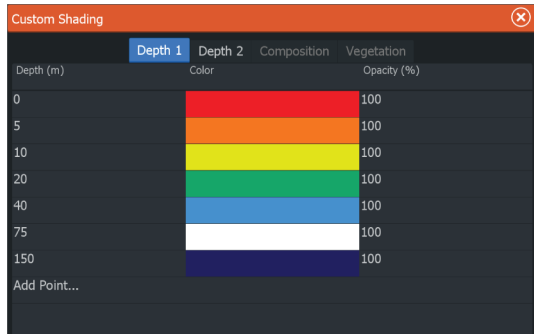 Custom Shading
Depth 1 Depth 2 Composition Vegetation
Depth (m) Color Opacity (%)
0 100
5 100
10 100
20 100
40 100
75 100
150 100
Add Point...